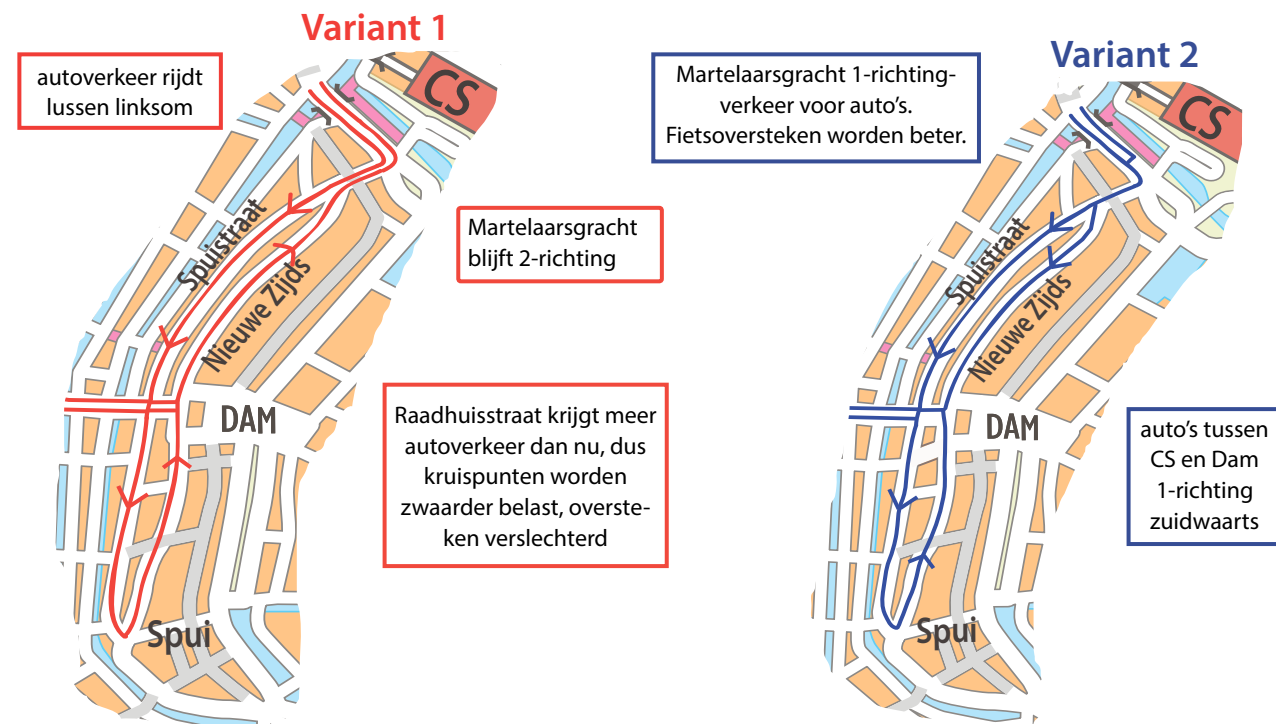 Variant 1
autoverkeer rijdt
lussen linksom
CS
Spuistraat
Nieuwe Zijds
Martelaarsgracht
blijft 2-richting
DAM
Raadhuisstraat krijgt meer
autoverkeer dan nu, dus
kruispunten worden
zwaarder belast, overste-
ken verslechterd
Spui
Variant 2
Martelaarsgracht 1-richting-
verkeer voor auto's.
Fietsoversteken worden beter.
CS
Spuistraat
Nieuwe Zijds
DAM
auto's tussen
CS en Dam
1-richting
zuidwaarts
Spui